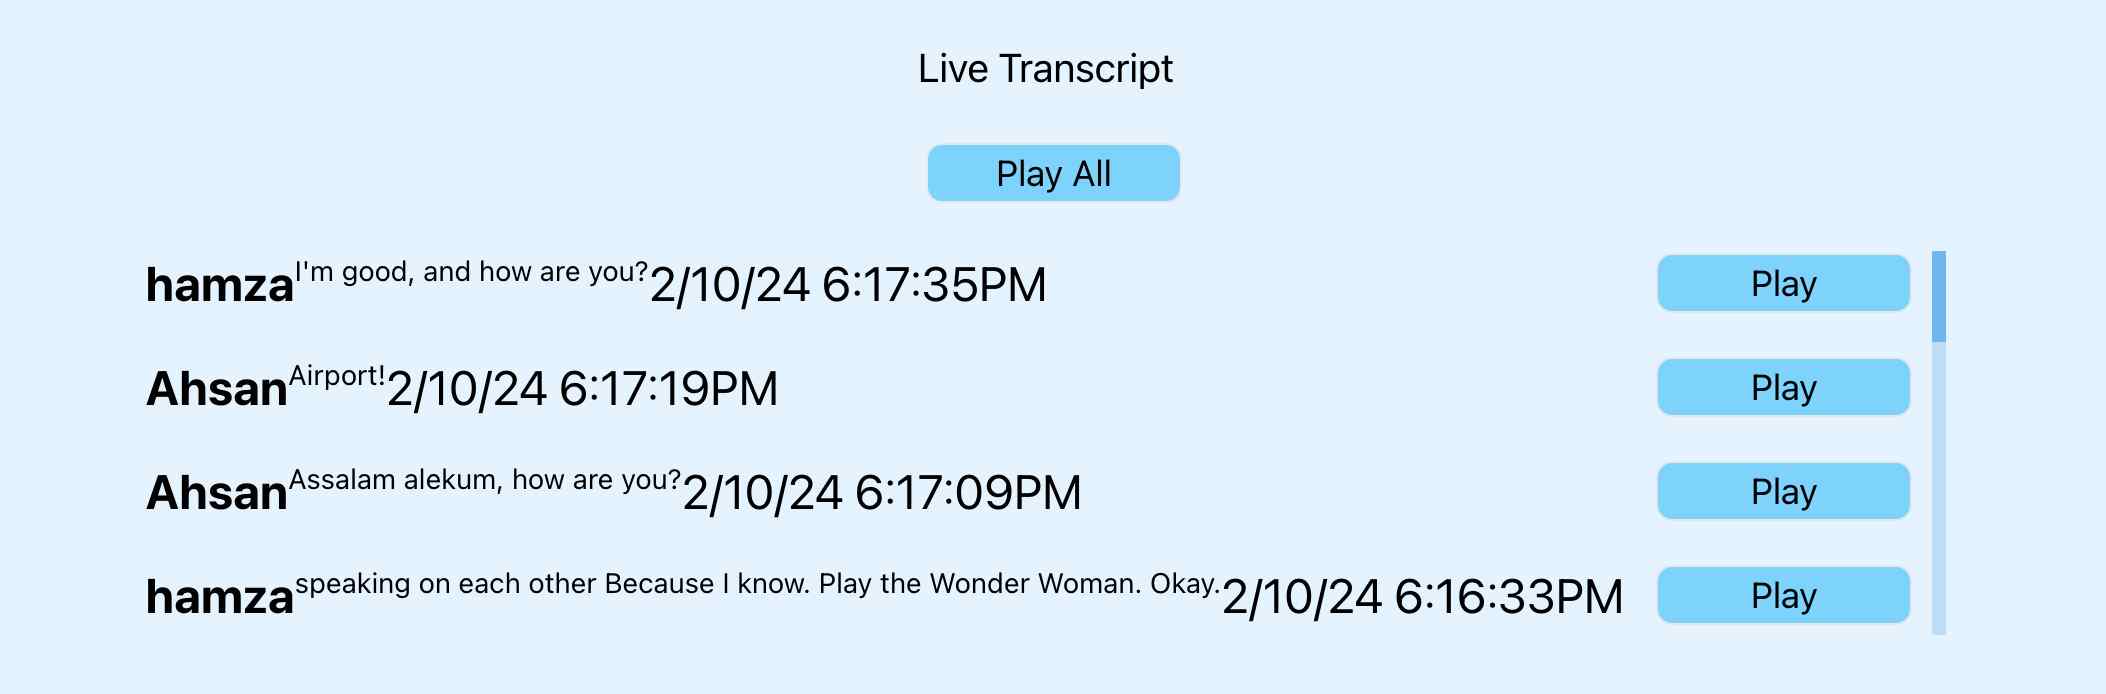 Live Transcript
Play All
hamza I'm good, and how are you? 2/10/24 6:17:35PM Play
Ahsan Airport! 2/10/24 6:17:19PM Play
Ahsan Assalam alekum, how are you? 2/10/24 6:17:09PM Play
hamza speaking on each other Because I know. Play the Wonder Woman. Okay. 2/10/24 6:16:33PM Play